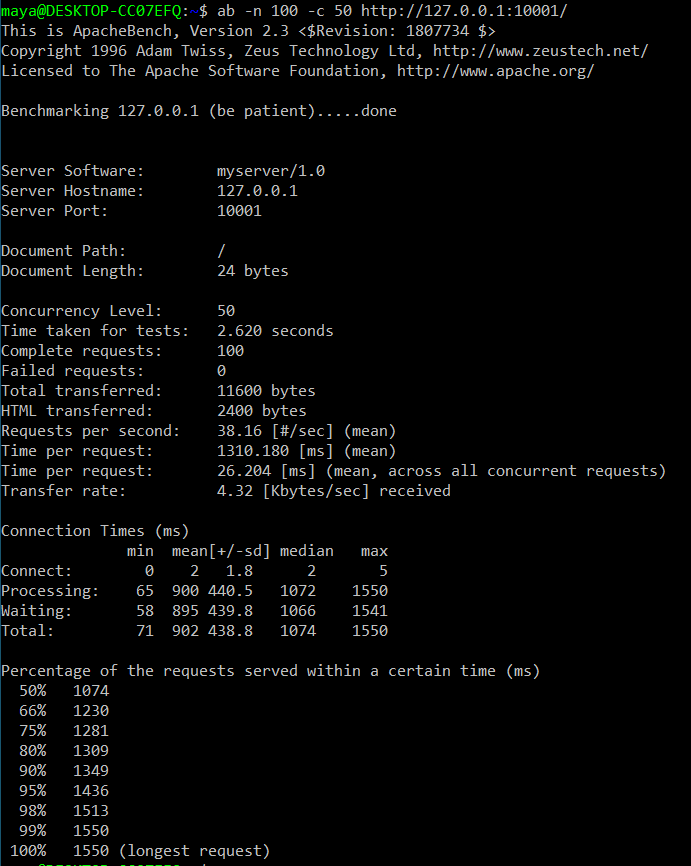 maya@DESKTOP-CC07EFQ:~$ ab -n 100 -c 50 http://127.0.0.1:10001/
This is ApacheBench, Version 2.3 <$Revision: 1807734 $>
Copyright 1996 Adam Twiss, Zeus Technology Ltd, http://www.zeustech.net/
Licensed to The Apache Software Foundation, http://www.apache.org/

Benchmarking 127.0.0.1 (be patient).....done


Server Software:        myserver/1.0
Server Hostname:        127.0.0.1
Server Port:            10001

Document Path:          /
Document Length:        24 bytes

Concurrency Level:      50
Time taken for tests:   2.620 seconds
Complete requests:      100
Failed requests:        0
Total transferred:      11600 bytes
HTML transferred:       2400 bytes
Requests per second:    38.16 [#/sec] (mean)
Time per request:       1310.180 [ms] (mean)
Time per request:       26.204 [ms] (mean, across all concurrent requests)
Transfer rate:          4.32 [Kbytes/sec] received

Connection Times (ms)
              min  mean[+/-sd] median   max
Connect:        0    2   1.8      2       5
Processing:    65  900 440.5   1072    1550
Waiting:       58  895 439.8   1066    1541
Total:         71  902 438.8   1074    1550

Percentage of the requests served within a certain time (ms)
  50%   1074
  66%   1230
  75%   1281
  80%   1309
  90%   1349
  95%   1436
  98%   1513
  99%   1550
 100%   1550 (longest request)